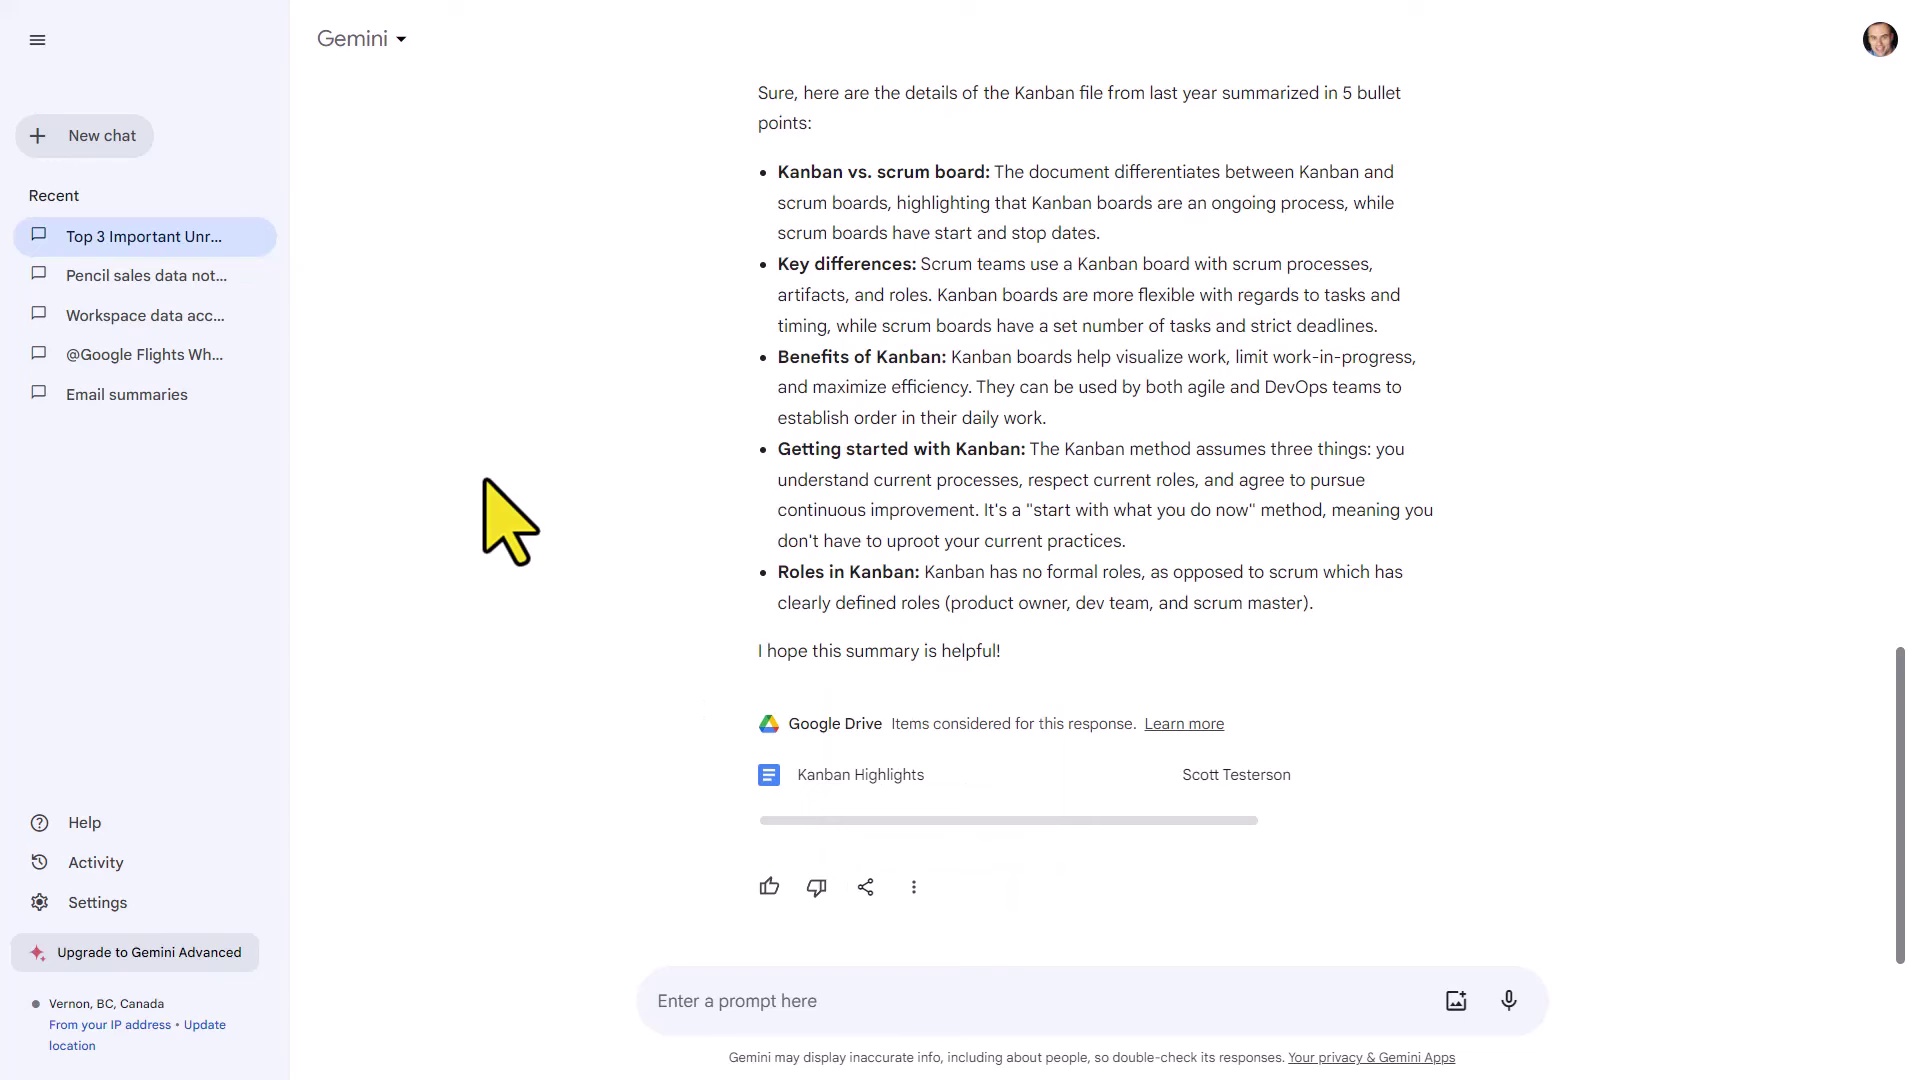 Gemini
New chat
Recent
Top 3 Important Unr...
Pencil sales data not...
Workspace data acc...
@Google Flights Wh...
Email summaries
Help
Activity
Settings
Upgrade to Gemini Advanced
Vernon, BC, Canada
From your IP address • Update
location
Sure, here are the details of the Kanban file from last year summarized in 5 bullet
points:
• Kanban vs. scrum board: The document differentiates between Kanban and
scrum boards, highlighting that Kanban boards are an ongoing process, while
scrum boards have start and stop dates.
• Key differences: Scrum teams use a Kanban board with scrum processes,
artifacts, and roles. Kanban boards are more flexible with regards to tasks and
timing, while scrum boards have a set number of tasks and strict deadlines.
• Benefits of Kanban: Kanban boards help visualize work, limit work-in-progress,
and maximize efficiency. They can be used by both agile and DevOps teams to
establish order in their daily work.
• Getting started with Kanban: The Kanban method assumes three things: you
understand current processes, respect current roles, and agree to pursue
continuous improvement. It's a "start with what you do now" method, meaning you
don't have to uproot your current practices.
• Roles in Kanban: Kanban has no formal roles, as opposed to scrum which has
clearly defined roles (product owner, dev team, and scrum master).
I hope this summary is helpful!
Google Drive Items considered for this response. Learn more
Kanban Highlights Scott Testerson
Enter a prompt here
Gemini may display inaccurate info, including about people, so double-check its responses. Your privacy & Gemini Apps